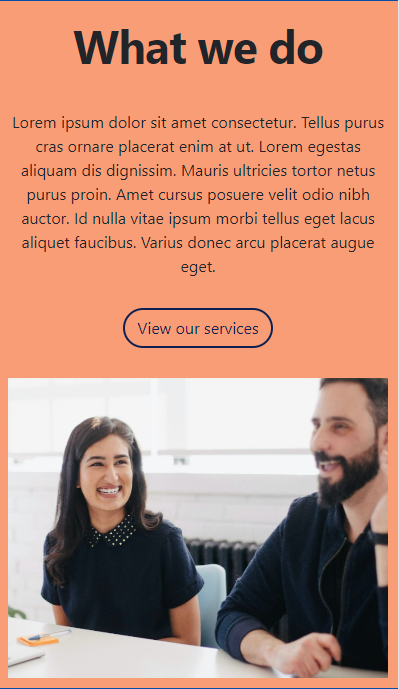 What we do
Lorem ipsum dolor sit amet consectetur. Tellus purus
cras ornare placerat enim at ut. Lorem egestas
aliquam dis dignissim. Mauris ultricies tortor netus
purus proin. Amet cursus posuere velit odio nibh
auctor. Id nulla vitae ipsum morbi tellus eget lacus
aliquet faucibus. Varius donec arcu placerat augue
eget.
View our services